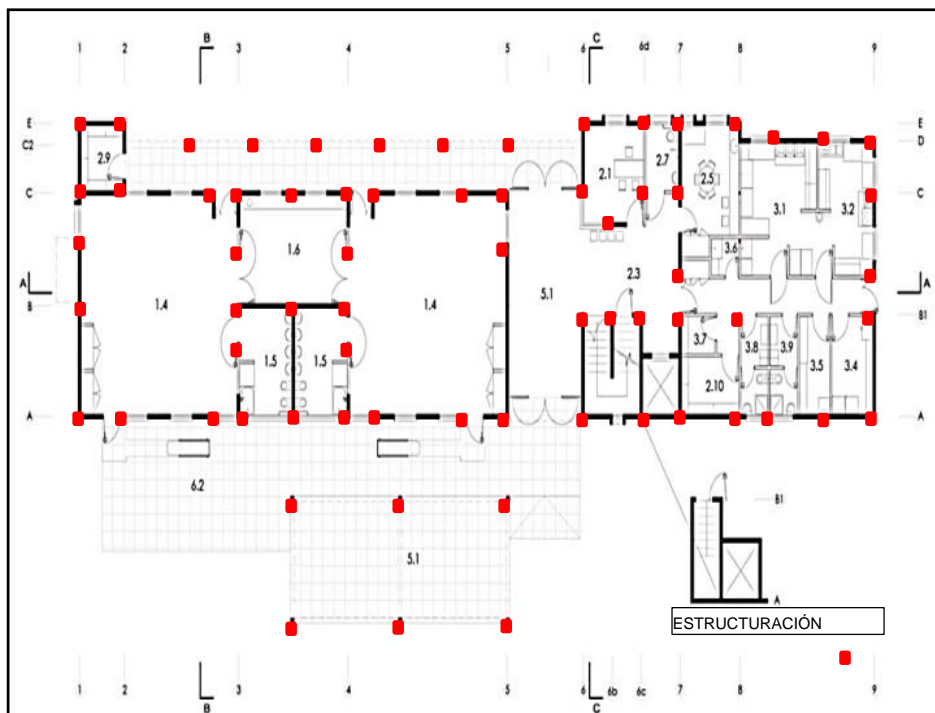 B C
1 2 3 4 5 6 6d 7 8 9
E E
C2 D
2.9 2.1 2.7 2.5
C C
3.1 3.2
1.6 3.6
2.3
A A
1.4 1.4 5.1
B B1
3.7 3.8 3.9
1.5 1.5 3.5 3.4
2.10
A A
6.2
B1
5.1
A
ESTRUCTURACIÓN
1 2 3 4 5 6 6b 6c 7 8 9
B C